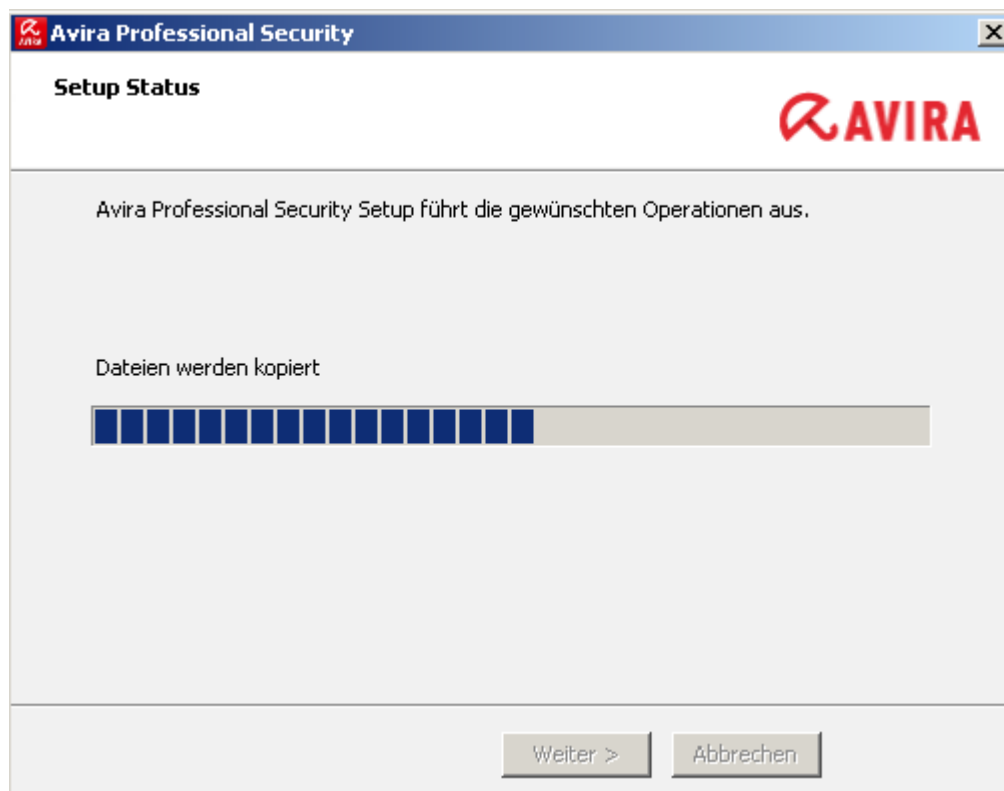 Avira Professional Security
Setup Status
AVIRA
Avira Professional Security Setup führt die gewünschten Operationen aus.
Dateien werden kopiert
Weiter >
Abbrechen